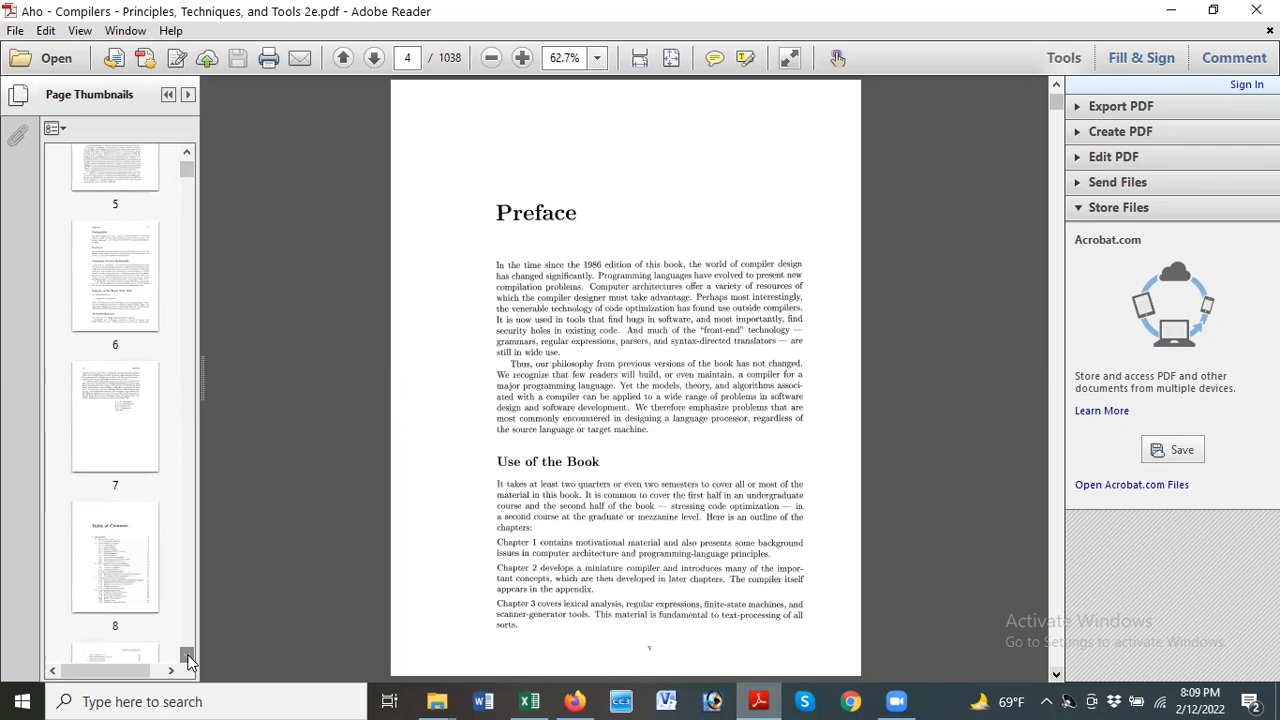 Aho - Compilers - Principles, Techniques, and Tools 2e.pdf - Adobe Reader
File Edit View Window Help
Open 4 / 1038 62.7% Tools Fill & Sign Comment
Sign In
Page Thumbnails
5
6
7
Table of Contents
8
Preface
In the time since the 1986 edition of this book, the world of compiler design
has changed significantly. Programming languages have evolved to present new
compilation problems. Computer architectures offer a variety of resources of
which the compiler designer must take advantage. Perhaps most interestingly,
the venerable technology of code optimization has found use outside compilers.
It is now used in tools that find bugs in software, and most importantly, find
security holes in existing code. And much of the "front-end" technology —
grammars, regular expressions, parsers, and syntax-directed translators — are
still in wide use.
Thus, our philosophy from previous versions of the book has not changed.
We recognize that few readers will build, or even maintain, a compiler for a
major programming language. Yet the models, theory, and algorithms associ-
ated with a compiler can be applied to a wide range of problems in software
design and software development. We therefore emphasize problems that are
most commonly encountered in designing a language processor, regardless of
the source language or target machine.
Use of the Book
It takes at least two quarters or even two semesters to cover all or most of the
material in this book. It is common to cover the first half in an undergraduate
course and the second half of the book — stressing code optimization — in
a second course at the graduate or mezzanine level. Here is an outline of the
chapters:
Chapter 1 contains motivational material and also presents some background
issues in computer architecture and programming-language principles.
Chapter 2 develops a miniature compiler and introduces many of the impor-
tant concepts, which are then developed in later chapters. The compiler itself
appears in the appendix.
Chapter 3 covers lexical analysis, regular expressions, finite-state machines, and
scanner-generator tools. This material is fundamental to text-processing of all
sorts.
v
Export PDF
Create PDF
Edit PDF
Send Files
Store Files
Acrobat.com
Store and access PDF and other
documents from multiple devices.
Learn More
Save
Open Acrobat.com Files
Activate Windows
Go to Settings to activate Windows
Type here to search
CC3
69°F
8:09 PM
2/12/2022
2